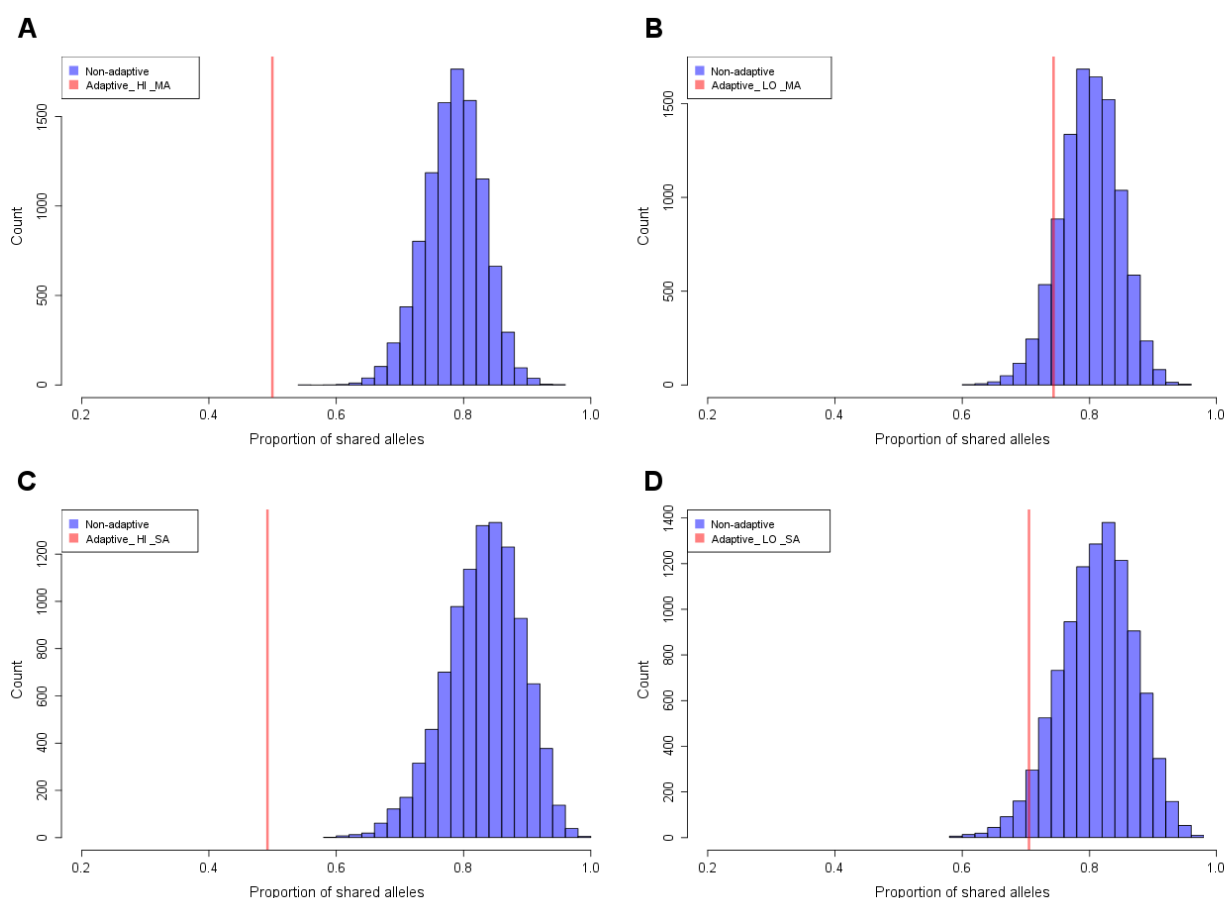 A
Non-adaptive
Adaptive_ HI _MA
Count
0
500
1000
1500
0.2 0.4 0.6 0.8 1.0
Proportion of shared alleles
B
Non-adaptive
Adaptive_ LO _MA
Count
0
500
1000
1500
0.2 0.4 0.6 0.8 1.0
Proportion of shared alleles
C
Non-adaptive
Adaptive_ HI _SA
Count
0
200
400
600
800
1000
1200
0.2 0.4 0.6 0.8 1.0
Proportion of shared alleles
D
Non-adaptive
Adaptive_ LO _SA
Count
0
200
400
600
800
1000
1200
1400
0.2 0.4 0.6 0.8 1.0
Proportion of shared alleles